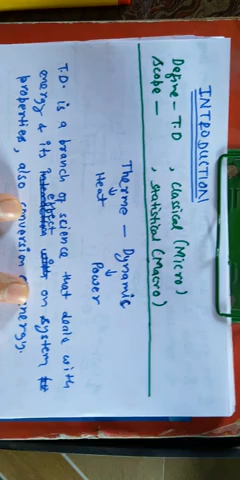 INTRODUCTION
Define - T.D , Classical (Micro)
Scope - , Statistical (Macro)
Thermo - Dynamic
↓ ↓
Heat Power
T.D. is a branch of science that deals with
energy & its effect on system
properties, also conversion energy.